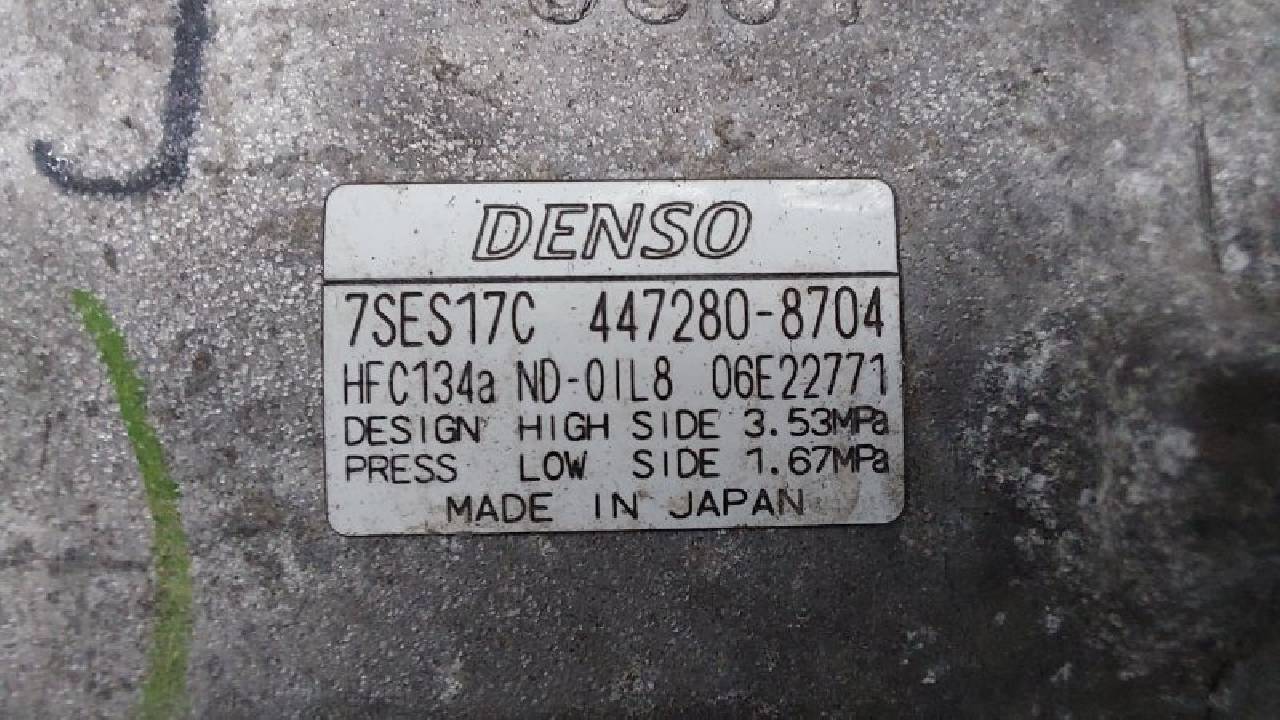 DENSO
7SES17C 447280-8704
HFC134a ND-OIL8 06E22771
DESIGN HIGH SIDE 3.53MPa
PRESS LOW SIDE 1.67MPa
MADE IN JAPAN